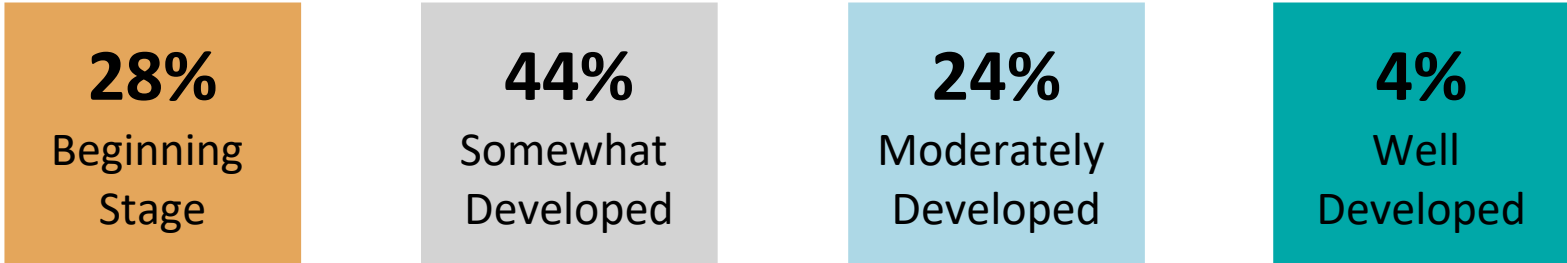 28%
Beginning
Stage
44%
Somewhat
Developed
24%
Moderately
Developed
4%
Well
Developed